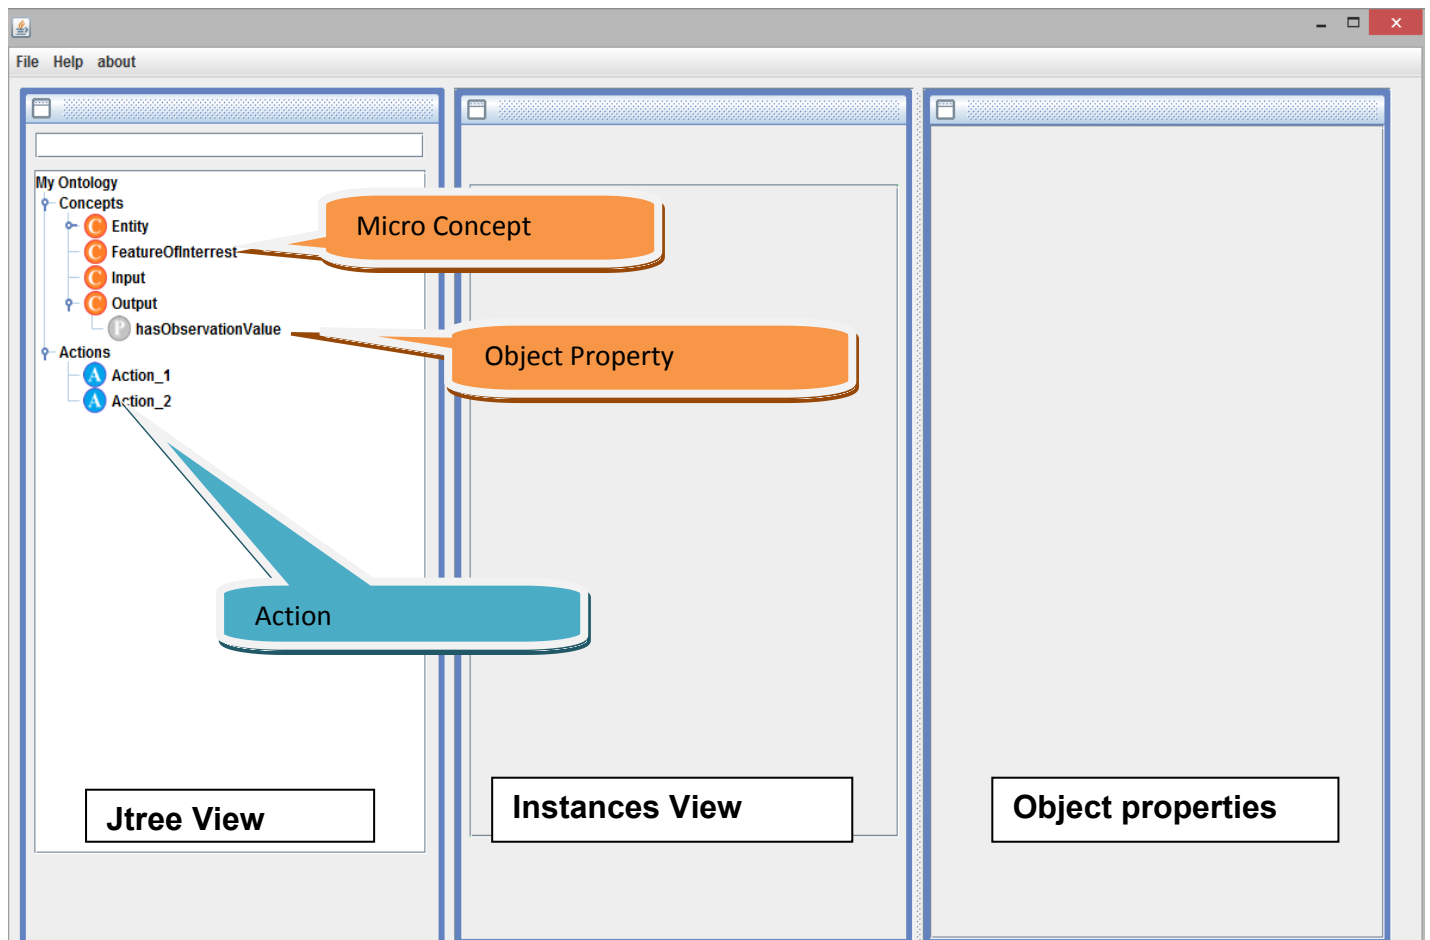 File Help about
My Ontology
Concepts
C Entity
C FeatureOfInterrest
C Input
C Output
P hasObservationValue
Actions
A Action_1
A Action_2
Micro Concept
Object Property
Action
Jtree View
Instances View
Object properties